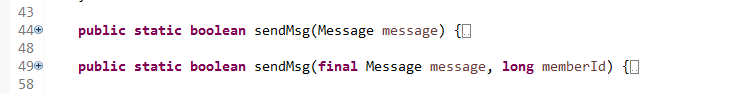 43
44 public static boolean sendMsg(Message message) {
48
49 public static boolean sendMsg(final Message message, long memberId) {
58